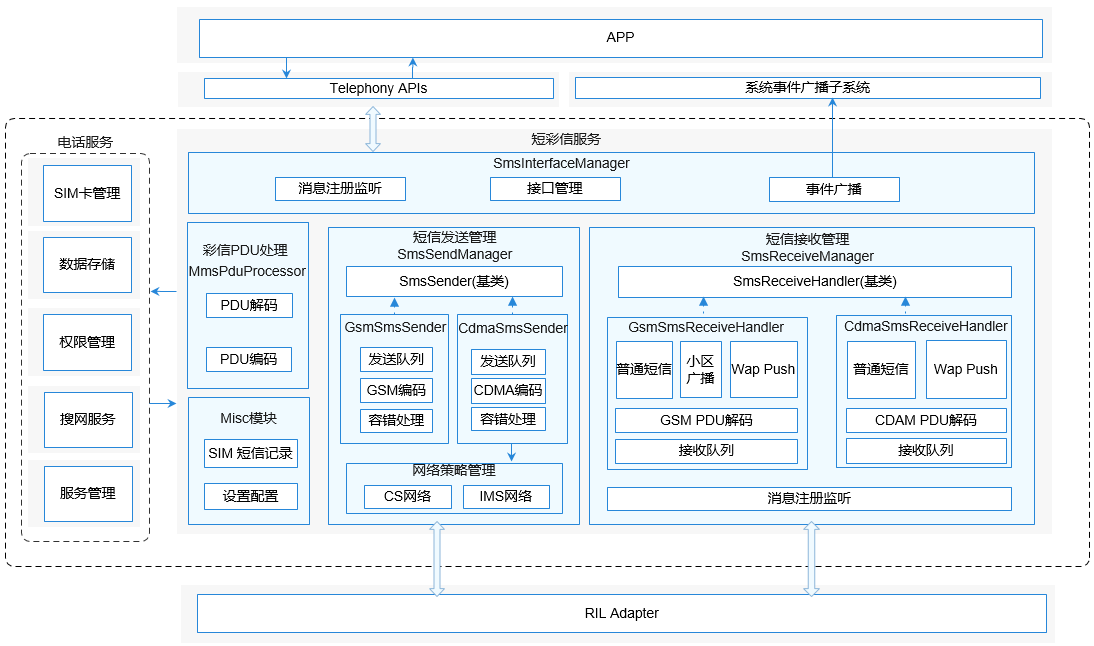 APP
Telephony APIs
系统事件广播子系统
电话服务
SIM卡管理
数据存储
权限管理
搜网服务
服务管理
短彩信服务
SmsInterfaceManager
消息注册监听
接口管理
事件广播
彩信PDU处理
MmsPduProcessor
PDU解码
PDU编码
Misc模块
SIM 短信记录
设置配置
短信发送管理
SmsSendManager
SmsSender(基类)
GsmSmsSender
发送队列
GSM编码
容错处理
CdmaSmsSender
发送队列
CDMA编码
容错处理
网络策略管理
CS网络
IMS网络
短信接收管理
SmsReceiveManager
SmsReceiveHandler(基类)
GsmSmsReceiveHandler
普通短信
小区
广播
Wap Push
GSM PDU解码
接收队列
CdmaSmsReceiveHandler
普通短信
Wap Push
CDAM PDU解码
接收队列
消息注册监听
RIL Adapter